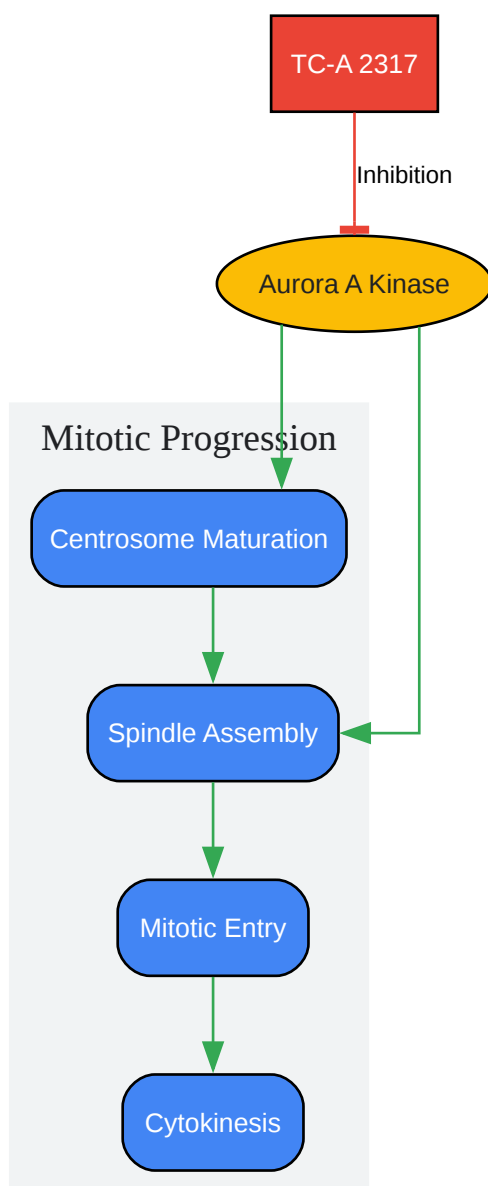 TC-A 2317
Inhibition
Aurora A Kinase
Mitotic Progression
Centrosome Maturation
Spindle Assembly
Mitotic Entry
Cytokinesis